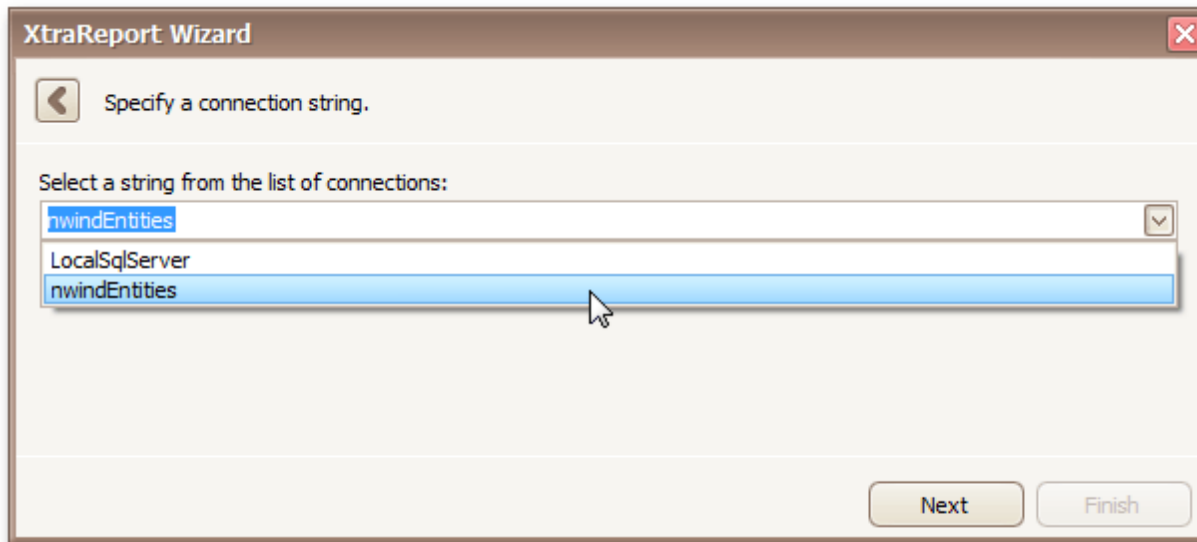 XtraReport Wizard
Specify a connection string.
Select a string from the list of connections:
nwindEntities
LocalSqlServer
nwindEntities
Next Finish